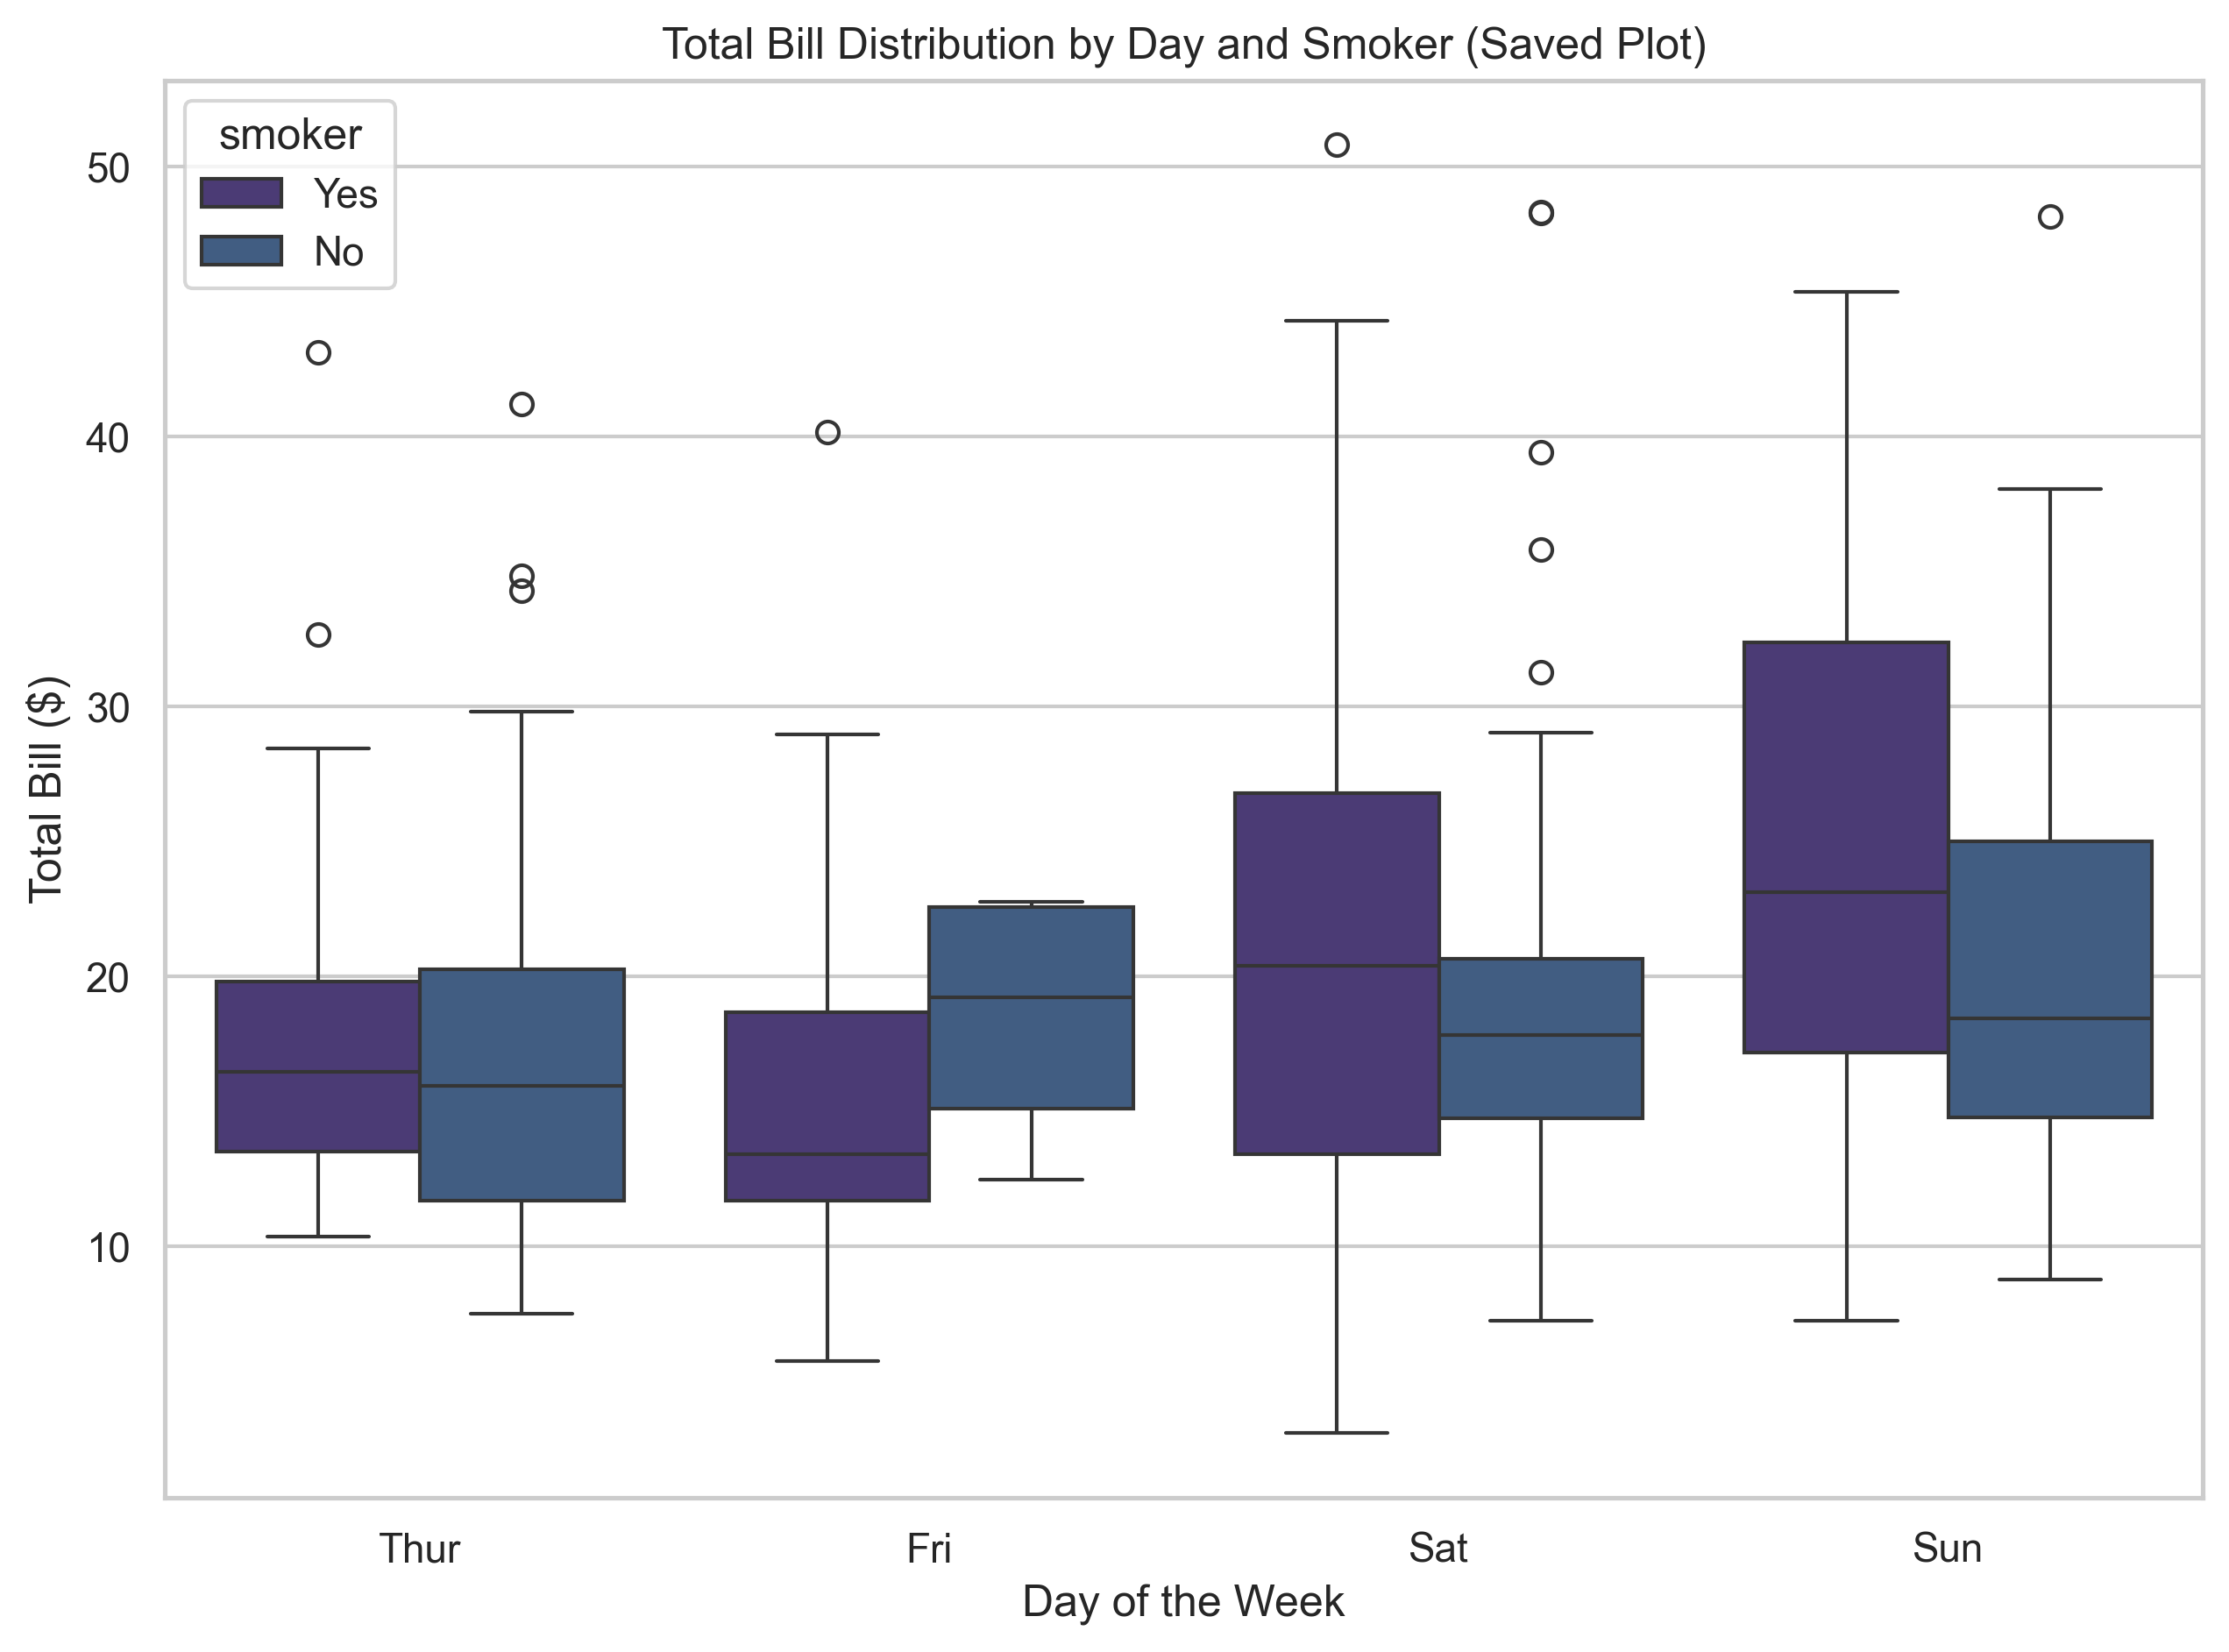 Total Bill Distribution by Day and Smoker (Saved Plot)
smoker
Yes
No
Total Bill ($)
50
40
30
20
10
Thur
Fri
Sat
Sun
Day of the Week